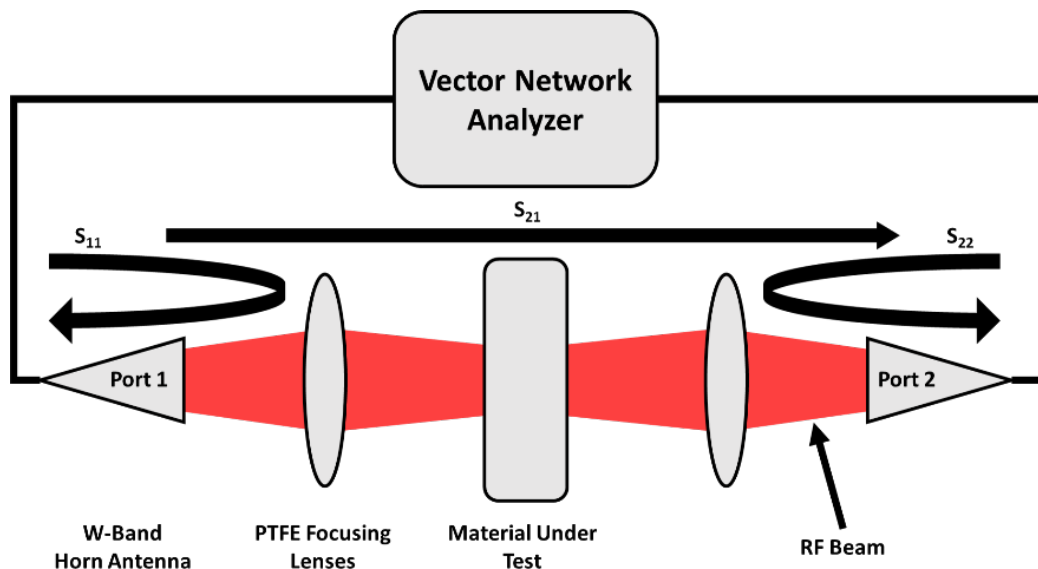 Vector Network
Analyzer
S21
S11
S22
Port 1
Port 2
W-Band
Horn Antenna
PTFE Focusing
Lenses
Material Under
Test
RF Beam